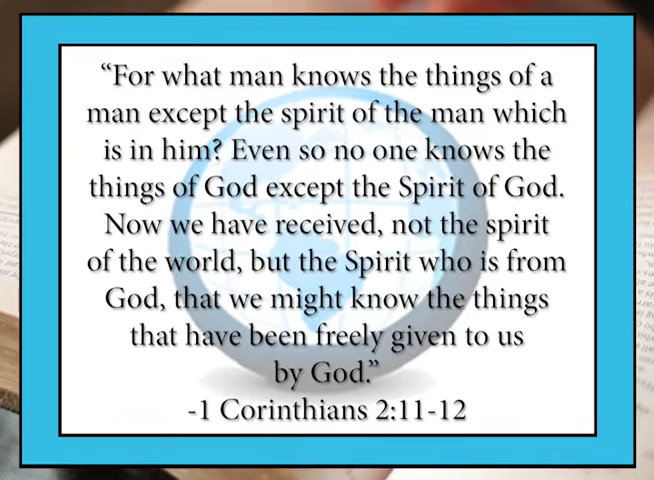 “For what man knows the things of a
man except the spirit of the man which
is in him? Even so no one knows the
things of God except the Spirit of God.
Now we have received, not the spirit
of the world, but the Spirit who is from
God, that we might know the things
that have been freely given to us
by God.”
-1 Corinthians 2:11-12